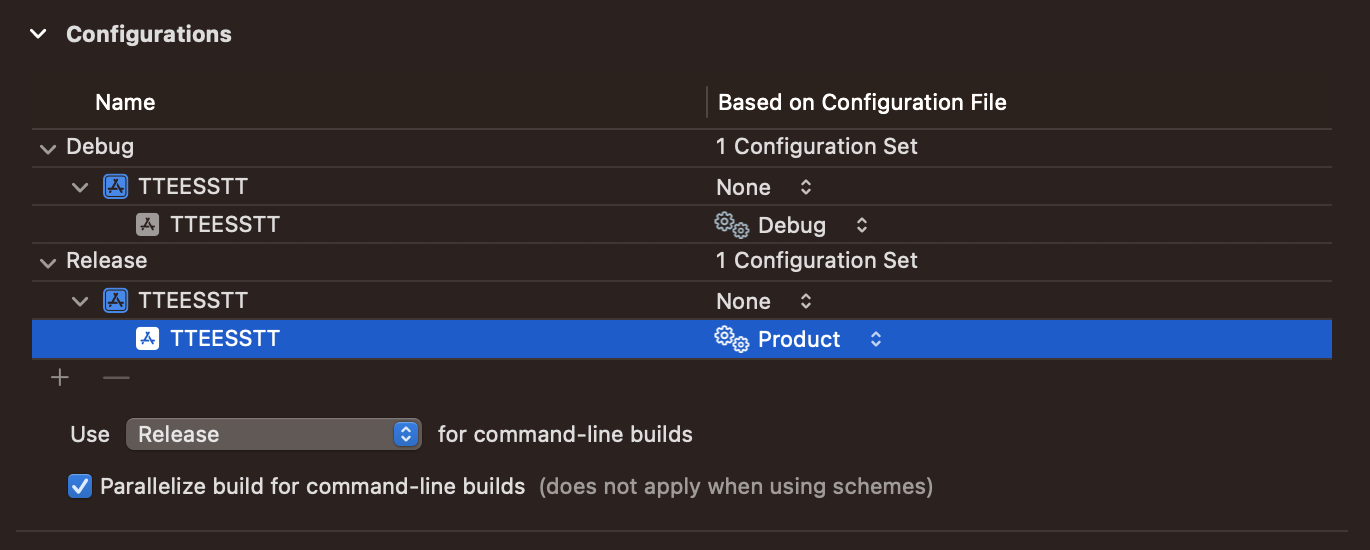 Configurations
Name Based on Configuration File
Debug 1 Configuration Set
TTEESSTT None
TTEESSTT Debug
Release 1 Configuration Set
TTEESSTT None
TTEESSTT Product
Use Release for command-line builds
Parallelize build for command-line builds (does not apply when using schemes)